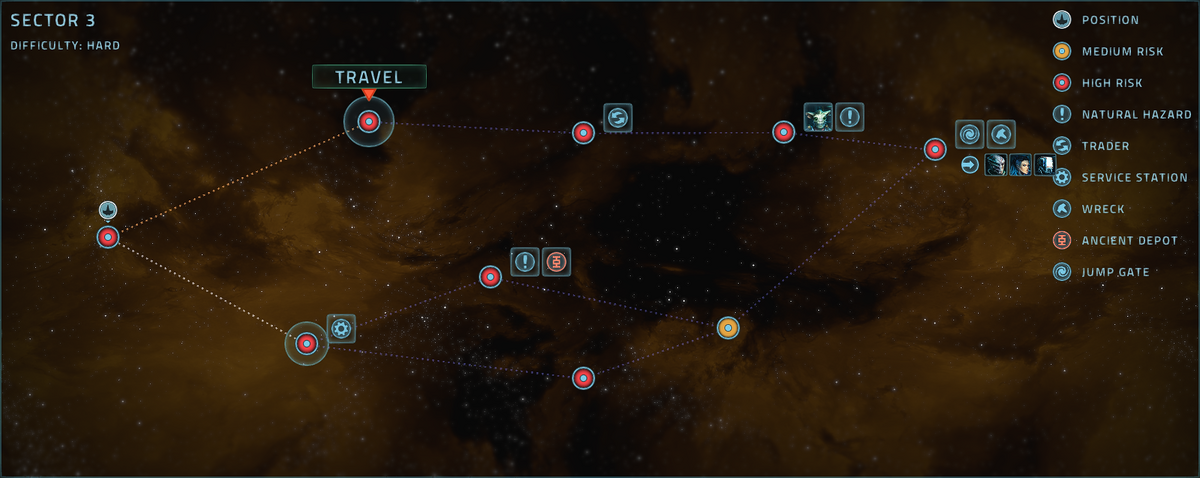 SECTOR 3
DIFFICULTY: HARD
TRAVEL
POSITION
MEDIUM RISK
HIGH RISK
NATURAL HAZARD
TRADER
SERVICE STATION
WRECK
ANCIENT DEPOT
JUMP GATE